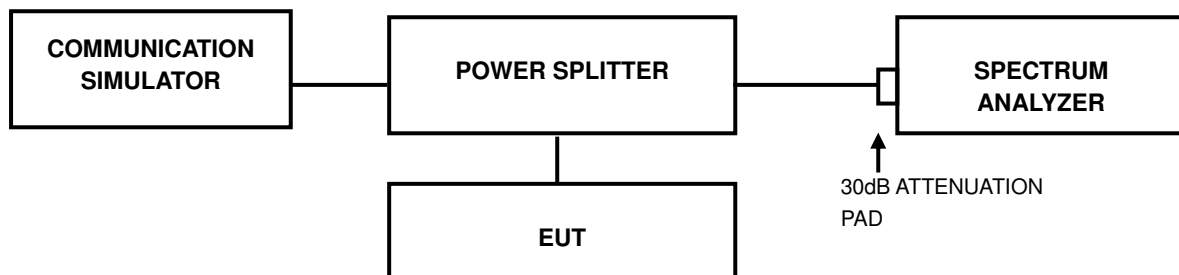 COMMUNICATION
SIMULATOR
POWER SPLITTER
SPECTRUM
ANALYZER
30dB ATTENUATION
PAD
EUT